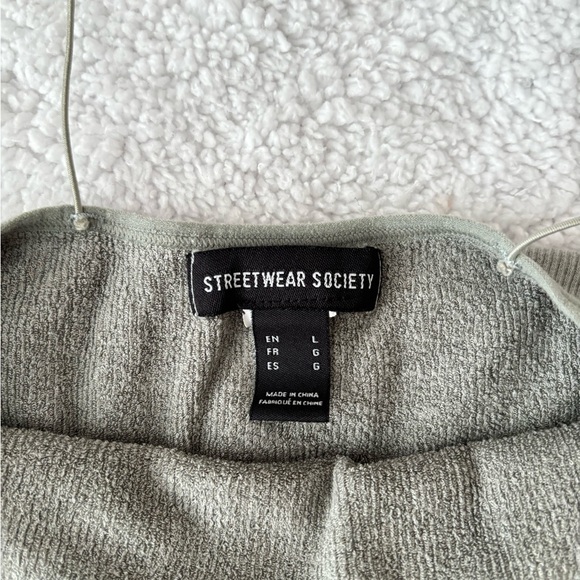 STREETWEAR SOCIETY
EN L
FR G
ES G
MADE IN CHINA
FABRIQUÉ EN CHINE